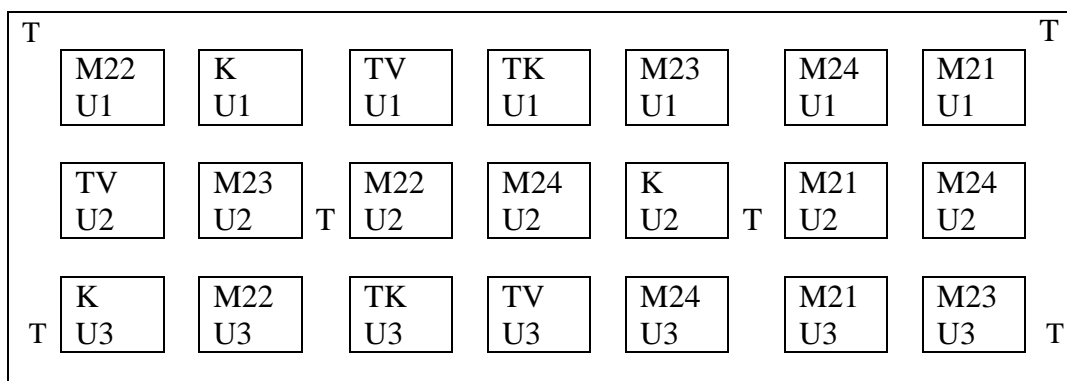 T T
M22 K TV TK M23 M24 M21
U1 U1 U1 U1 U1 U1 U1
TV M23 M22 M24 K M21 M24
U2 U2 T U2 U2 U2 T U2 U2
K M22 TK TV M24 M21 M23
T U3 U3 U3 U3 U3 U3 U3 T